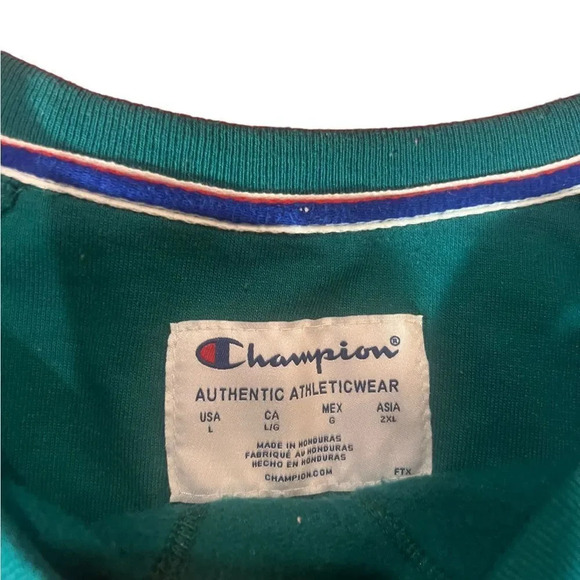 Champion®
AUTHENTIC ATHLETICWEAR
USA CA MEX ASIA
L L/G G 2XL
MADE IN HONDURAS
FABRIQUÉ AU HONDURAS
HECHO EN HONDURAS
CHAMPION.COM FTX